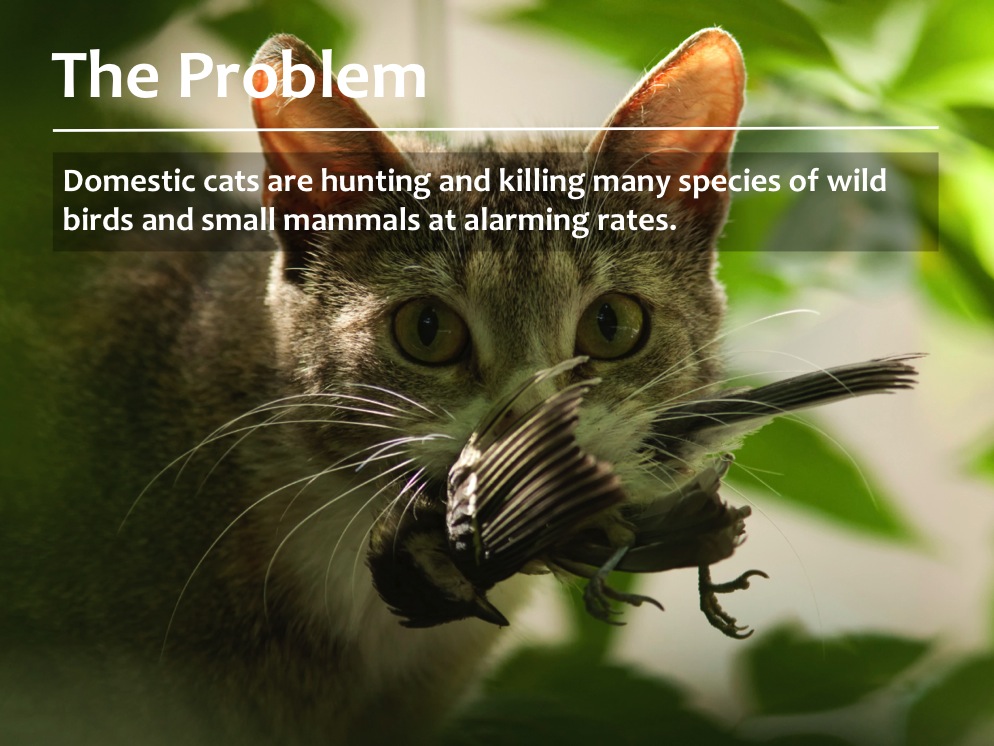 The Problem
Domestic cats are hunting and killing many species of wild
birds and small mammals at alarming rates.